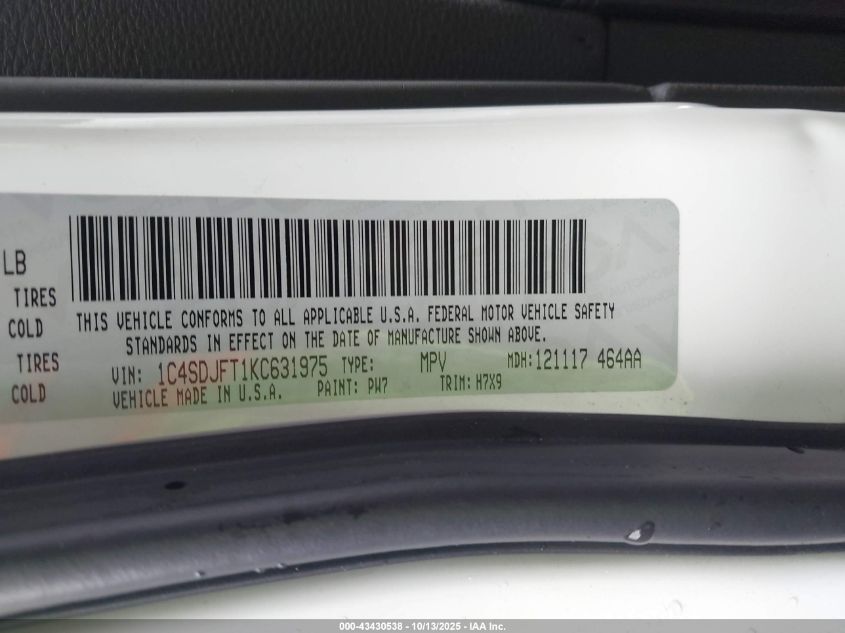 LB
TIRES
COLD
TIRES
COLD
THIS VEHICLE CONFORMS TO ALL APPLICABLE U.S.A. FEDERAL MOTOR VEHICLE SAFETY
STANDARDS IN EFFECT ON THE DATE OF MANUFACTURE SHOWN ABOVE.
VIN: 1C4SDJFT1KC631975 TYPE: MPV MDH: 121117 464AA
VEHICLE MADE IN U.S.A. PAINT: PW7 TRIM: H7X9
000-43430538 - 10/13/2025 - IAA Inc.